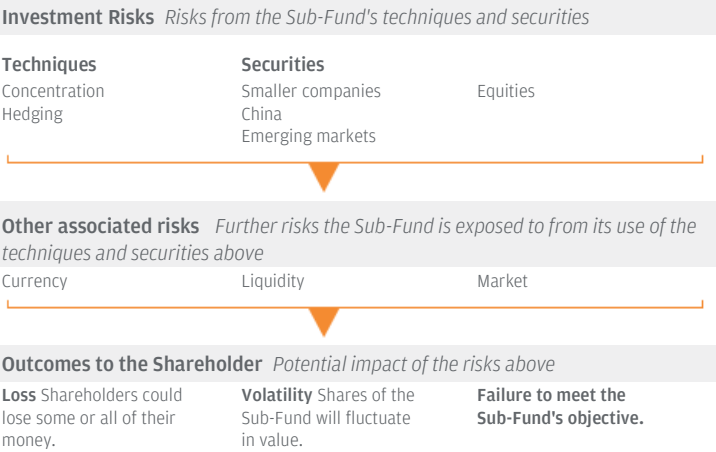 Investment Risks Risks from the Sub-Fund's techniques and securities
Techniques
Concentration
Hedging
Securities
Smaller companies
China
Emerging markets
Equities
Other associated risks Further risks the Sub-Fund is exposed to from its use of the
techniques and securities above
Currency
Liquidity
Market
Outcomes to the Shareholder Potential impact of the risks above
Loss Shareholders could
lose some or all of their
money.
Volatility Shares of the
Sub-Fund will fluctuate
in value.
Failure to meet the
Sub-Fund's objective.